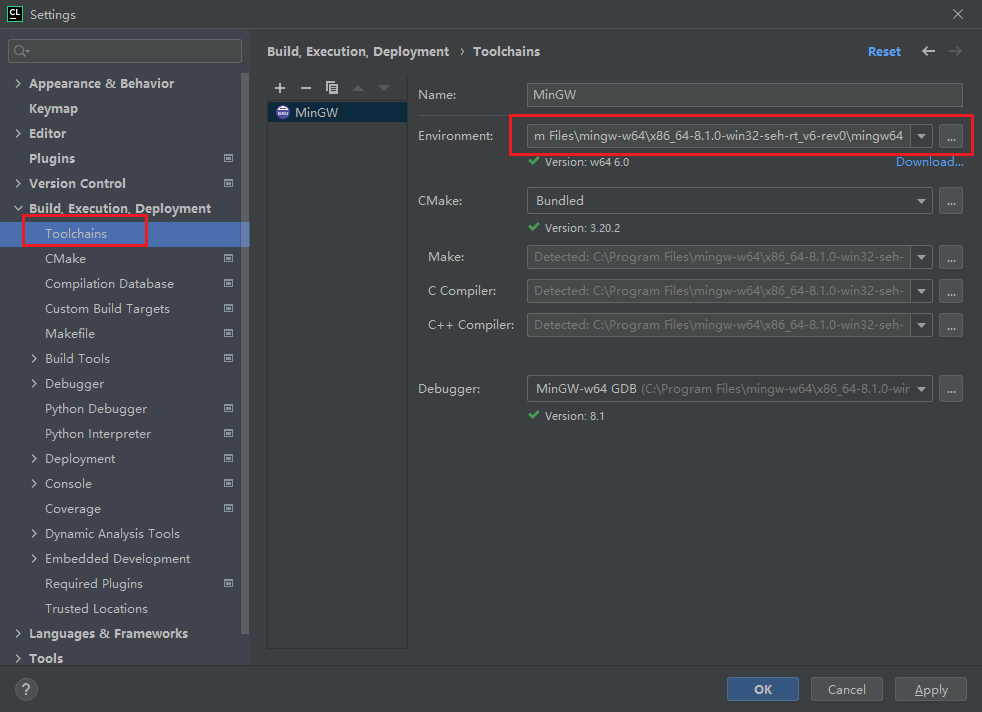 CL Settings
Appearance & Behavior
Keymap
Editor
Plugins
Version Control
Build, Execution, Deployment
Toolchains
CMake
Compilation Database
Custom Build Targets
Makefile
Build Tools
Debugger
Python Debugger
Python Interpreter
Deployment
Console
Coverage
Dynamic Analysis Tools
Embedded Development
Required Plugins
Trusted Locations
Languages & Frameworks
Tools
Build, Execution, Deployment › Toolchains
Reset
MinGW
Name: MinGW
Environment: m Files\mingw-w64\x86_64-8.1.0-win32-seh-rt_v6-rev0\mingw64 ...
Version: w64 6.0 Download...
CMake: Bundled ...
Version: 3.20.2
Make: Detected: C:\Program Files\mingw-w64\x86_64-8.1.0-win32-seh- ...
C Compiler: Detected: C:\Program Files\mingw-w64\x86_64-8.1.0-win32-seh- ...
C++ Compiler: Detected: C:\Program Files\mingw-w64\x86_64-8.1.0-win32-seh- ...
Debugger: MinGW-w64 GDB (C:\Program Files\mingw-w64\x86_64-8.1.0-wir ...
Version: 8.1
?
OK
Cancel
Apply